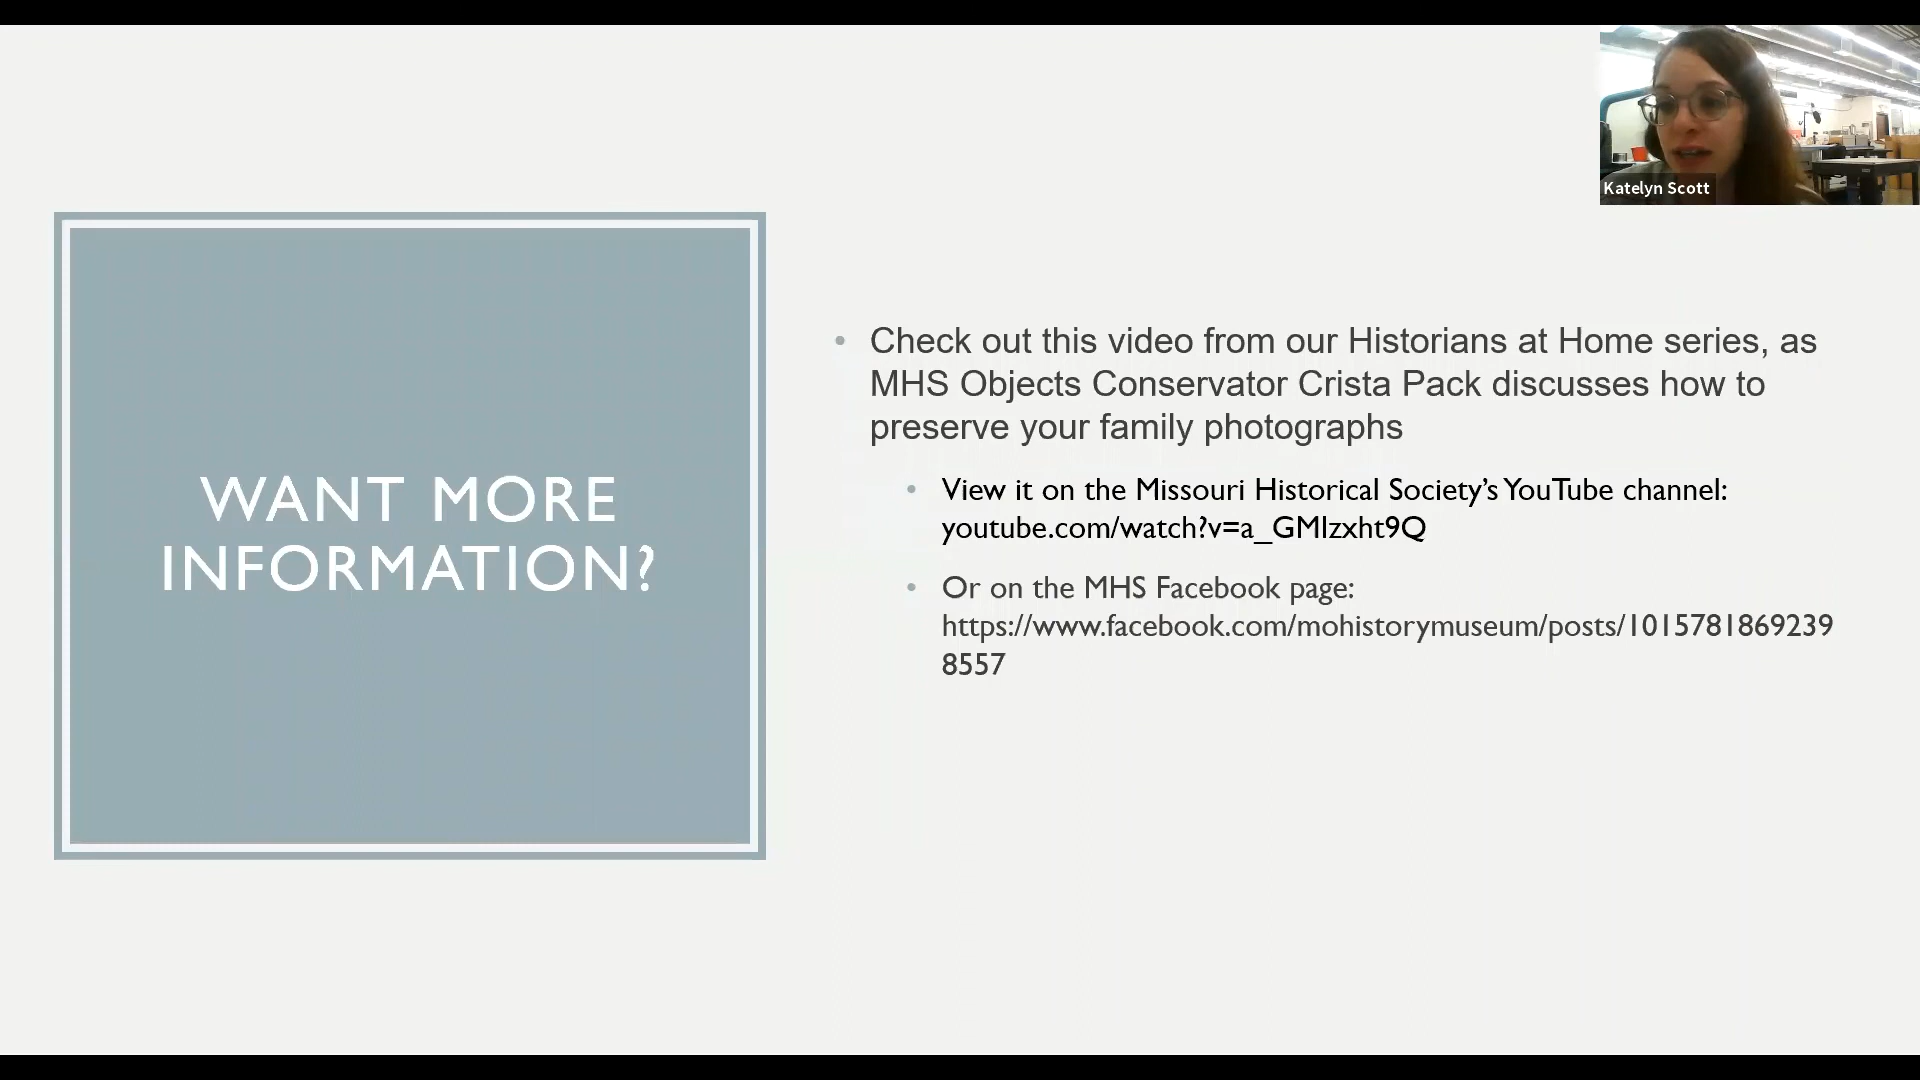 Katelyn Scott
WANT MORE
INFORMATION?
• Check out this video from our Historians at Home series, as
MHS Objects Conservator Crista Pack discusses how to
preserve your family photographs
• View it on the Missouri Historical Society’s YouTube channel:
youtube.com/watch?v=a_GMlzxht9Q
• Or on the MHS Facebook page:
https://www.facebook.com/mohistorymuseum/posts/1015781869239
8557